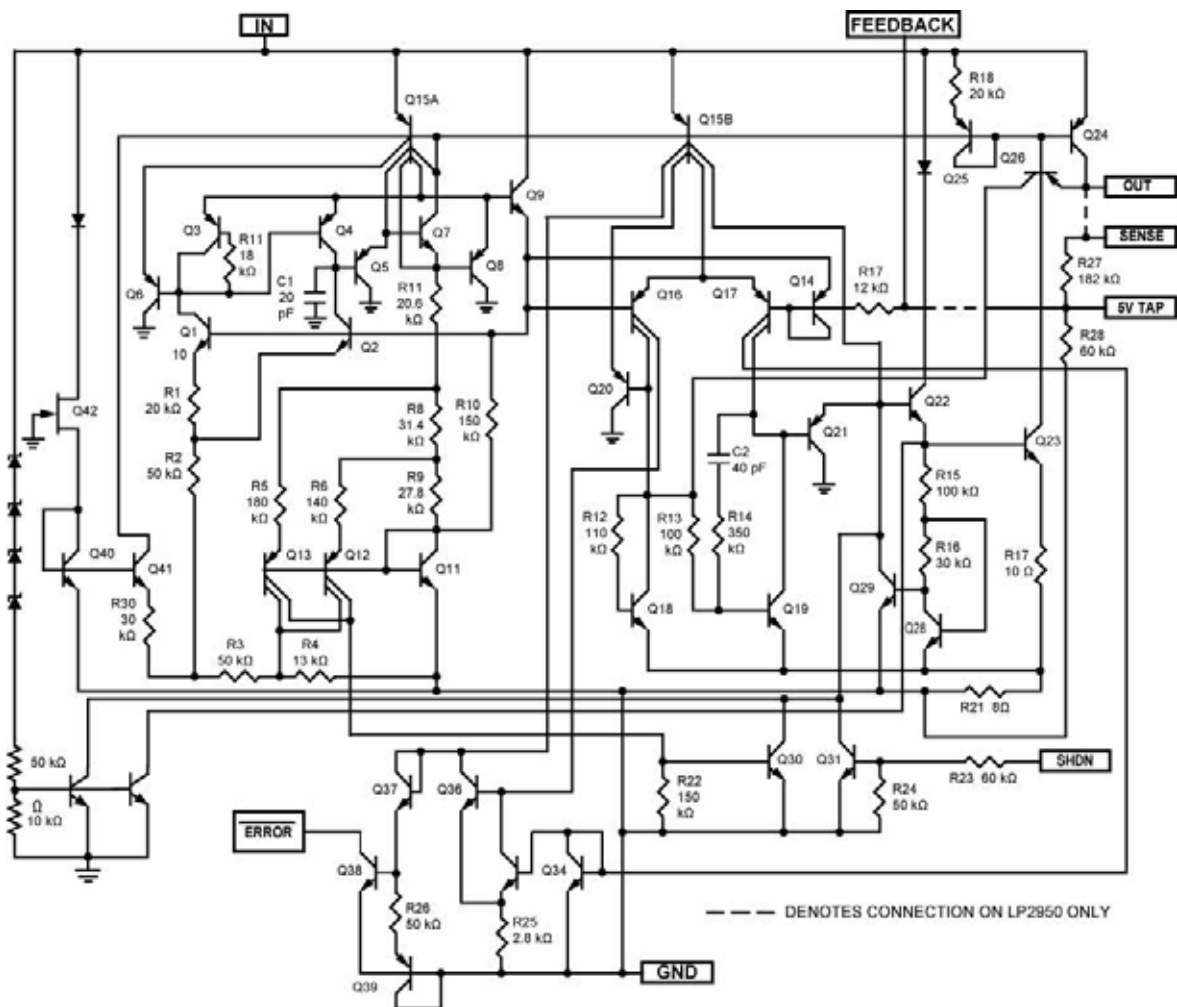 IN
FEEDBACK
R18
20 kΩ
Q15A
Q15B
Q24
Q25
Q26
OUT
Q9
Q3
Q4
Q7
R11
18
kΩ
Q5
Q8
SENSE
R27
182 kΩ
Q6
C1
20
pF
R11
20.6
kΩ
Q16
Q17
Q14
R17
12 kΩ
5V TAP
Q1
10
Q2
R28
60 kΩ
R1
20 kΩ
R8
31.4
kΩ
R10
150
kΩ
Q20
Q22
Q42
Q21
Q23
R2
50 kΩ
C2
40 pF
R5
180
kΩ
R6
140
kΩ
R9
27.8
kΩ
R15
100 kΩ
R12
110
kΩ
R13
100
kΩ
R14
350
kΩ
R16
30 kΩ
R17
10 Ω
Q40
Q41
Q13
Q12
Q11
Q29
R30
30
kΩ
Q18
Q19
Q28
R3
50 kΩ
R4
13 kΩ
R21 8Ω
50 kΩ
Q37
Q36
R22
150
kΩ
Q30
Q31
R23 60 kΩ
SHDN
R24
50 kΩ
Ω
10 kΩ
ERROR
Q38
Q34
R26
50 kΩ
R25
2.8 kΩ
DENOTES CONNECTION ON LP2950 ONLY
GND
Q39